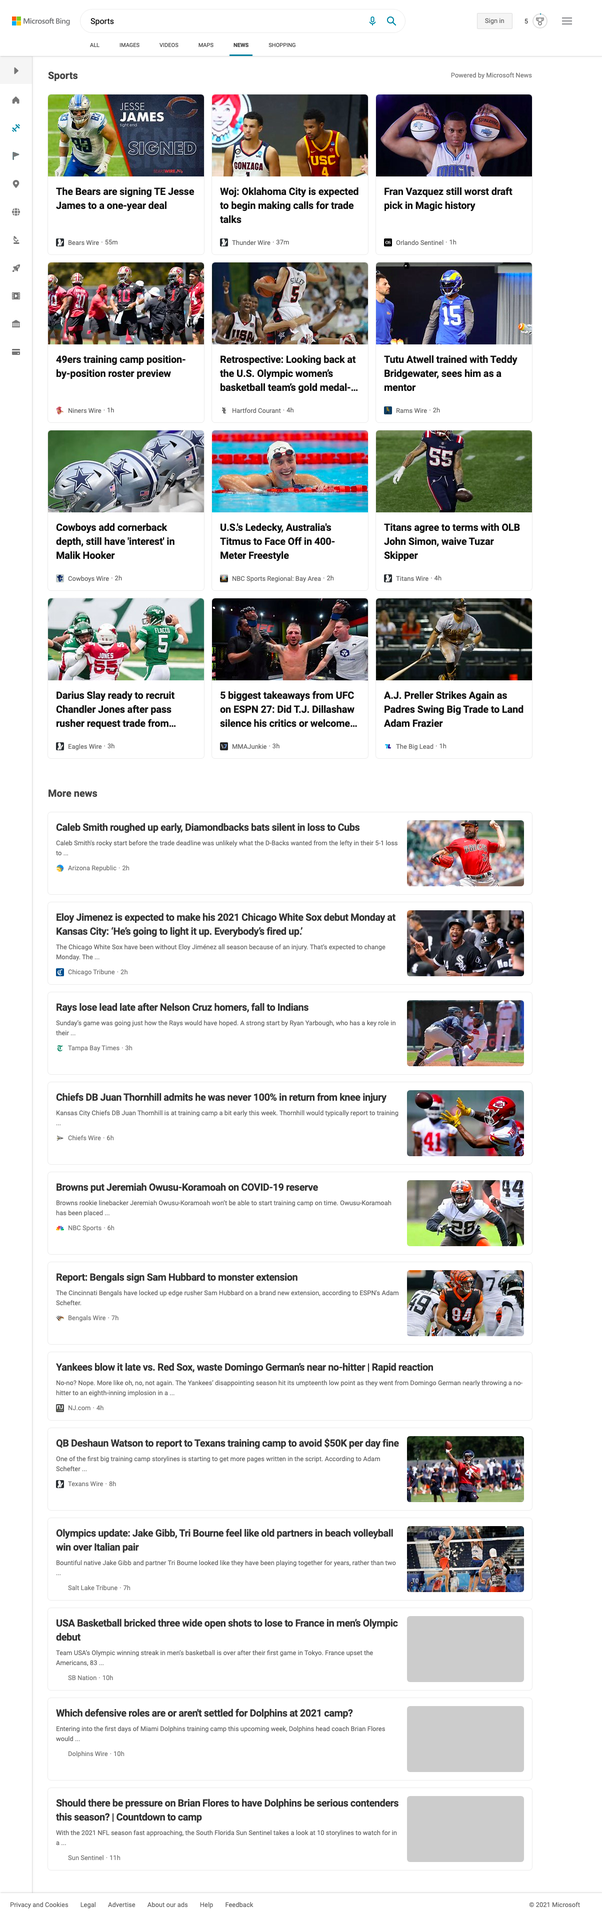 Microsoft Bing
Sports
Sign in
5
ALL IMAGES VIDEOS MAPS NEWS SHOPPING
Sports
Powered by Microsoft News
JESSE
JAMES
tight end
SIGNED
83
GONZAGA
USC
4
MAGIC
The Bears are signing TE Jesse
James to a one-year deal
Bears Wire · 55m
Woj: Oklahoma City is expected
to begin making calls for trade
talks
Thunder Wire · 37m
Fran Vazquez still worst draft
pick in Magic history
Orlando Sentinel · 1h
5
USA
15
49ers training camp position-
by-position roster preview
Niners Wire · 1h
Retrospective: Looking back at
the U.S. Olympic women's
basketball team's gold medal-...
Hartford Courant · 4h
Tutu Atwell trained with Teddy
Bridgewater, sees him as a
mentor
Rams Wire · 2h
55
Cowboys add cornerback
depth, still have 'interest' in
Malik Hooker
Cowboys Wire · 2h
U.S.'s Ledecky, Australia's
Titmus to Face Off in 400-
Meter Freestyle
NBC Sports Regional: Bay Area · 2h
Titans agree to terms with OLB
John Simon, waive Tuzar
Skipper
Titans Wire · 4h
FLACCO
5
JONES
55
Darius Slay ready to recruit
Chandler Jones after pass
rusher request trade from...
Eagles Wire · 3h
5 biggest takeaways from UFC
on ESPN 27: Did T.J. Dillashaw
silence his critics or welcome...
MMAJunkie · 3h
A.J. Preller Strikes Again as
Padres Swing Big Trade to Land
Adam Frazier
The Big Lead · 1h
More news
Caleb Smith roughed up early, Diamondbacks bats silent in loss to Cubs
Caleb Smith's rocky start before the trade deadline was unlikely what the D-Backs wanted from the lefty in their 5-1 loss
to ...
Arizona Republic · 2h
Eloy Jimenez is expected to make his 2021 Chicago White Sox debut Monday at
Kansas City: 'He's going to light it up. Everybody's fired up.'
The Chicago White Sox have been without Eloy Jiménez all season because of an injury. That's expected to change
Monday. The ...
Chicago Tribune · 2h
Rays lose lead late after Nelson Cruz homers, fall to Indians
Sunday's game was going just how the Rays would have hoped. A strong start by Ryan Yarbough, who has a key role in
their ...
Tampa Bay Times · 3h
Chiefs DB Juan Thornhill admits he was never 100% in return from knee injury
Kansas City Chiefs DB Juan Thornhill is at training camp a bit early this week. Thornhill would typically report to training
...
Chiefs Wire · 6h
41
Browns put Jeremiah Owusu-Koramoah on COVID-19 reserve
Browns rookie linebacker Jeremiah Owusu-Koramoah won't be able to start training camp on time. Owusu-Koramoah
has been placed ...
NBC Sports · 6h
44
28
Report: Bengals sign Sam Hubbard to monster extension
The Cincinnati Bengals have locked up edge rusher Sam Hubbard on a brand new extension, according to ESPN's Adam
Schefter.
Bengals Wire · 7h
49
94
7
Yankees blow it late vs. Red Sox, waste Domingo German's near no-hitter | Rapid reaction
No-no? Nope. More like oh, no, not again. The Yankees' disappointing season hit its umpteenth low point as they went from Domingo German nearly throwing a no-
hitter to an eighth-inning implosion in a ...
NJ.com · 4h
QB Deshaun Watson to report to Texans training camp to avoid $50K per day fine
One of the first big training camp storylines is starting to get more pages written in the script. According to Adam
Schefter ...
Texans Wire · 8h
Olympics update: Jake Gibb, Tri Bourne feel like old partners in beach volleyball
win over Italian pair
Bountiful native Jake Gibb and partner Tri Bourne looked like they have been playing together for years, rather than two
...
Salt Lake Tribune · 7h
TOKYO
USA Basketball bricked three wide open shots to lose to France in men's Olympic
debut
Team USA's Olympic winning streak in men's basketball is over after their first game in Tokyo. France upset the
Americans, 83 ...
SB Nation · 10h
Which defensive roles are or aren't settled for Dolphins at 2021 camp?
Entering into the first days of Miami Dolphins training camp this upcoming week, Dolphins head coach Brian Flores
would ...
Dolphins Wire · 10h
Should there be pressure on Brian Flores to have Dolphins be serious contenders
this season? | Countdown to camp
With the 2021 NFL season fast approaching, the South Florida Sun Sentinel takes a look at 10 storylines to watch for in
a ...
Sun Sentinel · 11h
Privacy and Cookies Legal Advertise About our ads Help Feedback
© 2021 Microsoft